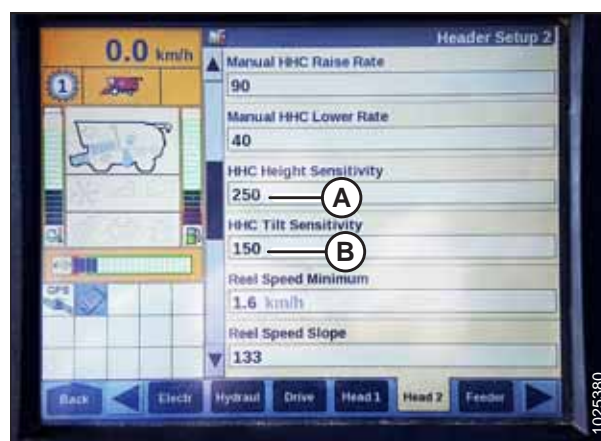 0.0 km/h
Header Setup 2
1
Manual HHC Raise Rate
90
Manual HHC Lower Rate
40
HHC Height Sensitivity
250
A
HHC Tilt Sensitivity
150
B
Reel Speed Minimum
1.6 km/h
Reel Speed Slope
133
GPS
Back
Electr
Hydraul
Drive
Head 1
Head 2
Feeder
1025380